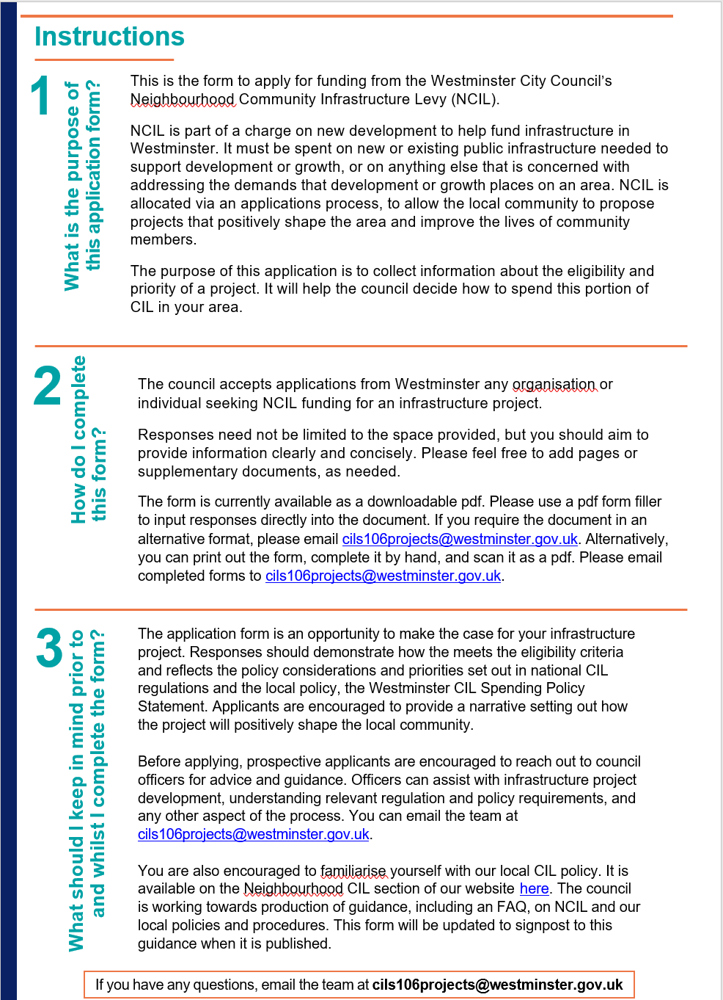 Instructions
1
What is the purpose of
this application form?
This is the form to apply for funding from the Westminster City Council’s
Neighbourhood Community Infrastructure Levy (NCIL).
NCIL is part of a charge on new development to help fund infrastructure in
Westminster. It must be spent on new or existing public infrastructure needed to
support development or growth, or on anything else that is concerned with
addressing the demands that development or growth places on an area. NCIL is
allocated via an applications process, to allow the local community to propose
projects that positively shape the area and improve the lives of community
members.
The purpose of this application is to collect information about the eligibility and
priority of a project. It will help the council decide how to spend this portion of
CIL in your area.
2
How do I complete
this form?
The council accepts applications from Westminster any organisation or
individual seeking NCIL funding for an infrastructure project.
Responses need not be limited to the space provided, but you should aim to
provide information clearly and concisely. Please feel free to add pages or
supplementary documents, as needed.
The form is currently available as a downloadable pdf. Please use a pdf form filler
to input responses directly into the document. If you require the document in an
alternative format, please email cils106projects@westminster.gov.uk. Alternatively,
you can print out the form, complete it by hand, and scan it as a pdf. Please email
completed forms to cils106projects@westminster.gov.uk.
3
What should I keep in mind prior to
and whilst I complete the form?
The application form is an opportunity to make the case for your infrastructure
project. Responses should demonstrate how the meets the eligibility criteria
and reflects the policy considerations and priorities set out in national CIL
regulations and the local policy, the Westminster CIL Spending Policy
Statement. Applicants are encouraged to provide a narrative setting out how
the project will positively shape the local community.
Before applying, prospective applicants are encouraged to reach out to council
officers for advice and guidance. Officers can assist with infrastructure project
development, understanding relevant regulation and policy requirements, and
any other aspect of the process. You can email the team at
cils106projects@westminster.gov.uk.
You are also encouraged to familiarise yourself with our local CIL policy. It is
available on the Neighbourhood CIL section of our website here. The council
is working towards production of guidance, including an FAQ, on NCIL and our
local policies and procedures. This form will be updated to signpost to this
guidance when it is published.
If you have any questions, email the team at cils106projects@westminster.gov.uk